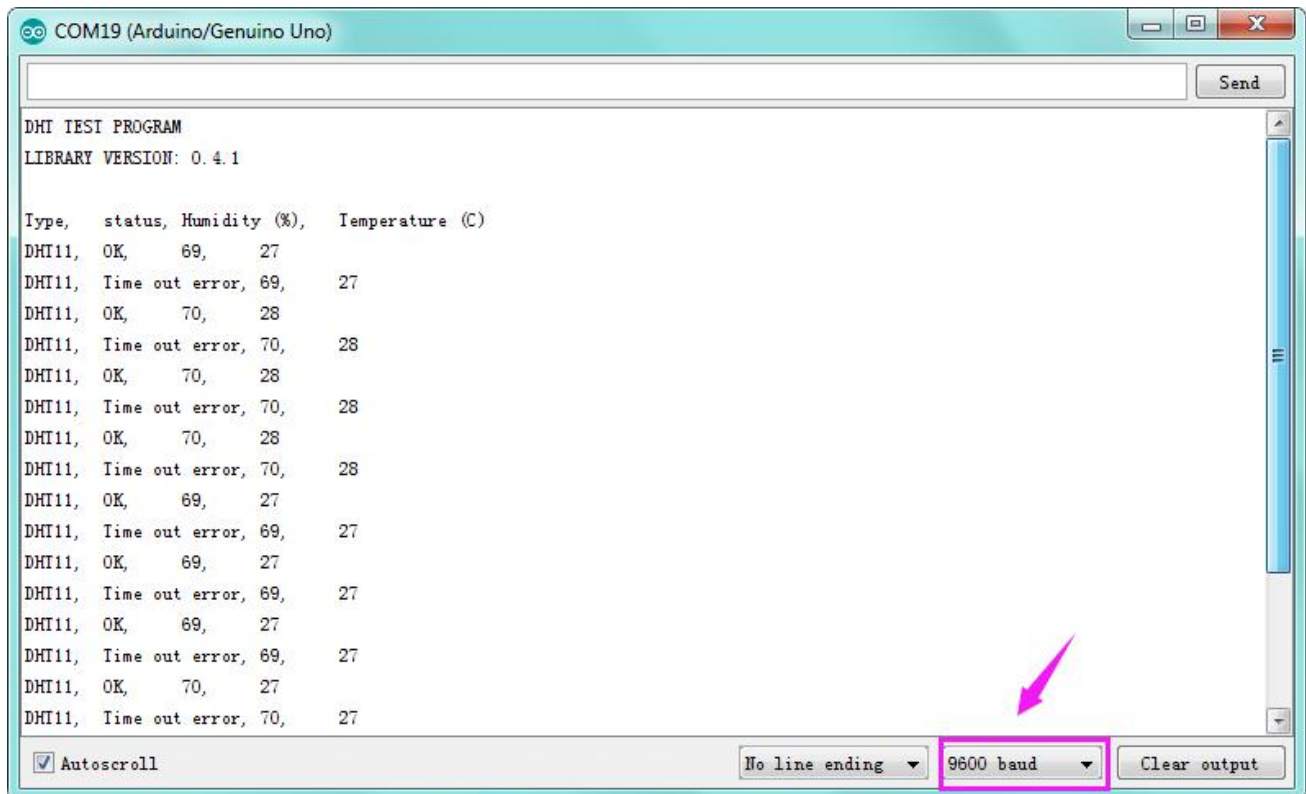 COM19 (Arduino/Genuino Uno)
Send
DHT TEST PROGRAM
LIBRARY VERSION: 0.4.1
Type, status, Humidity (%), Temperature (C)
DHT11, OK, 69, 27
DHT11, Time out error, 69, 27
DHT11, OK, 70, 28
DHT11, Time out error, 70, 28
DHT11, OK, 70, 28
DHT11, Time out error, 70, 28
DHT11, OK, 70, 28
DHT11, Time out error, 70, 28
DHT11, OK, 69, 27
DHT11, Time out error, 69, 27
DHT11, OK, 69, 27
DHT11, Time out error, 69, 27
DHT11, OK, 69, 27
DHT11, Time out error, 69, 27
DHT11, OK, 70, 27
DHT11, Time out error, 70, 27
Autoscroll No line ending 9600 baud Clear output